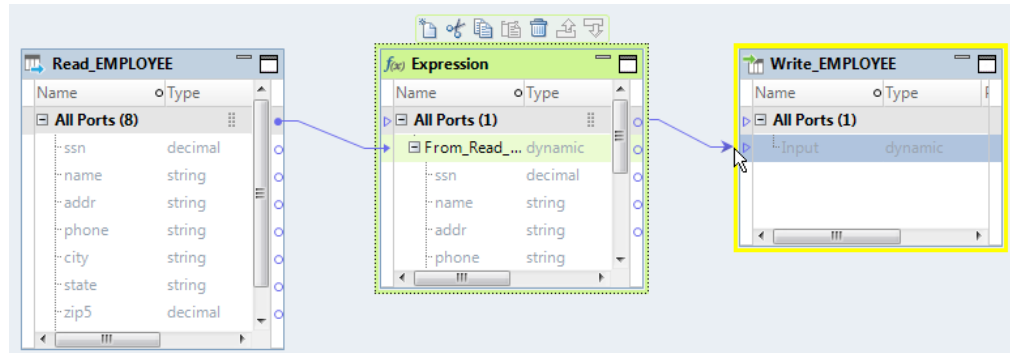 Read_EMPLOYEE
Name Type
All Ports (8)
ssn decimal
name string
addr string
phone string
city string
state string
zip5 decimal
f(x) Expression
Name Type
All Ports (1)
From_Read_... dynamic
ssn decimal
name string
addr string
phone string
Write_EMPLOYEE
Name Type
All Ports (1)
Input dynamic